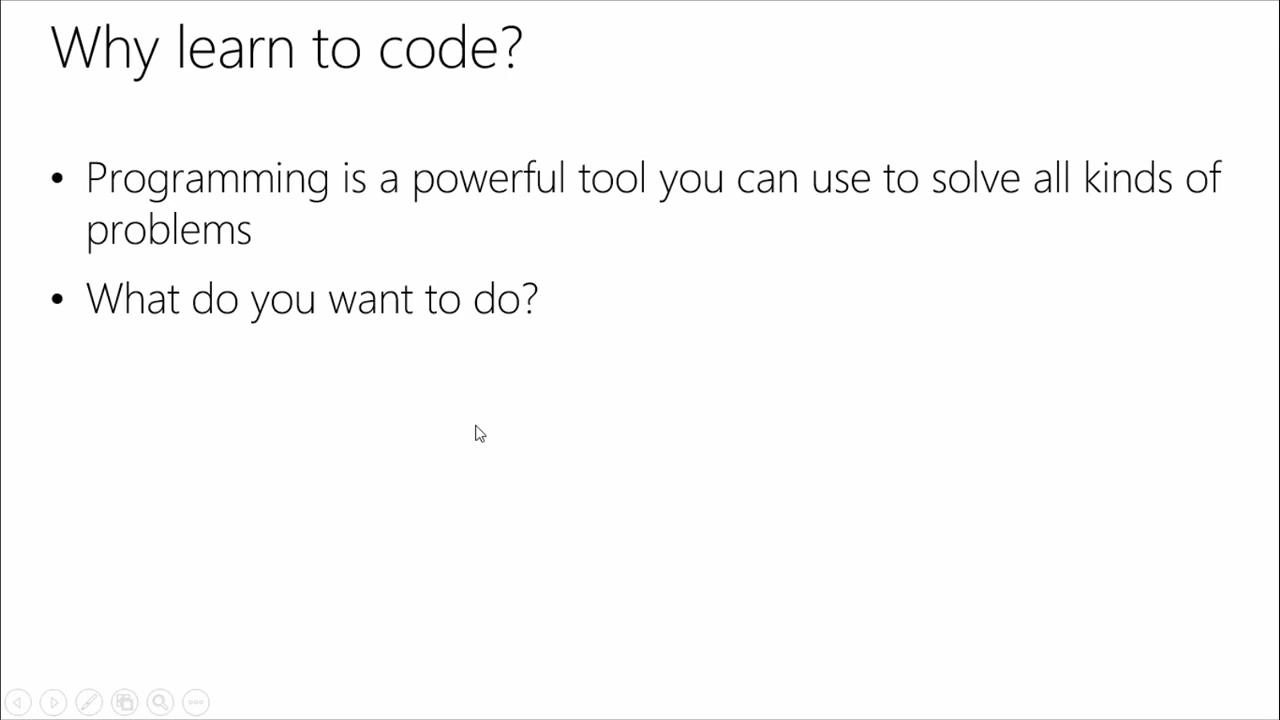 Why learn to code?
• Programming is a powerful tool you can use to solve all kinds of
problems
• What do you want to do?